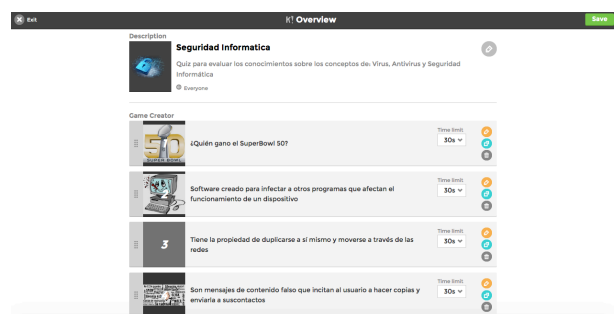 Exit
K! Overview
Save
Description
Seguridad Informatica
Quiz para evaluar los conocimientos sobre los conceptos de: Virus, Antivirus y Seguridad
Informática
Everyone
Game Creator
50
SUPER BOWL
¿Quién gano el SuperBowl 50?
Time limit
30s
Software creado para infectar a otros programas que afectan el
funcionamiento de un dispositivo
Time limit
30s
3
Tiene la propiedad de duplicarse a sí mismo y moverse a través de las
redes
Time limit
30s
Son mensajes de contenido falso que incitan al usuario a hacer copias y
enviarla a suscontactos
Time limit
30s